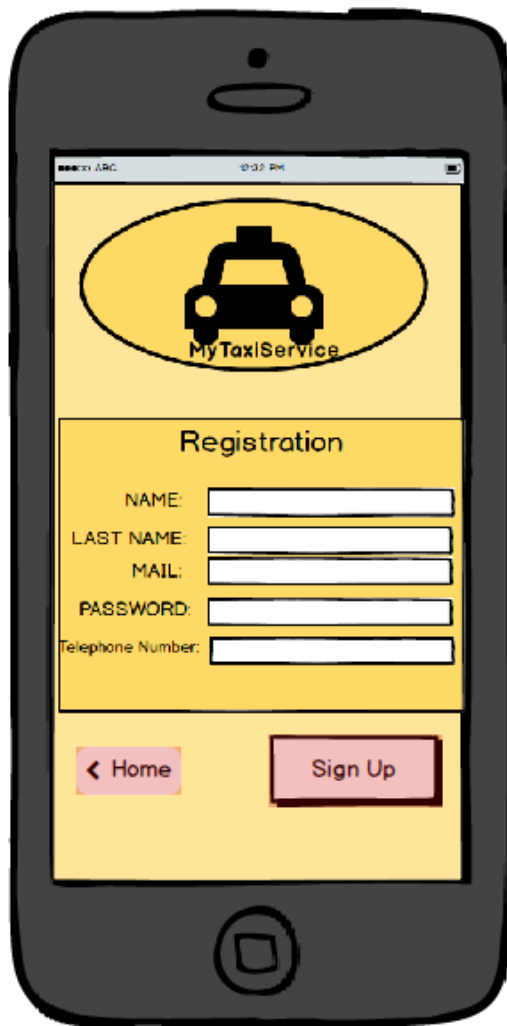 ABC 12:32 PM
MyTaxiService
Registration
NAME:
LAST NAME:
MAIL:
PASSWORD:
Telephone Number:
Home Sign Up